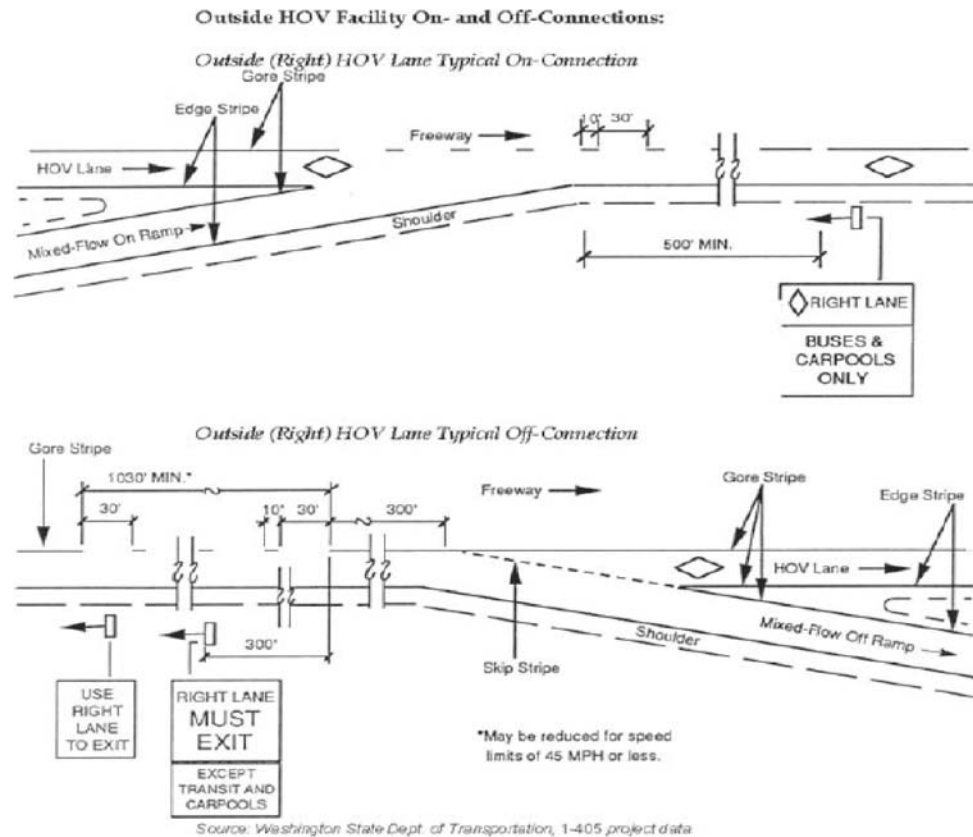 Outside HOV Facility On- and Off-Connections:
Outside (Right) HOV Lane Typical On-Connection
Gore Stripe
Edge Stripe
Freeway
10' 30'
HOV Lane
Mixed-Flow On Ramp
Shoulder
500' MIN.
RIGHT LANE
BUSES &
CARPOOLS
ONLY
Outside (Right) HOV Lane Typical Off-Connection
Gore Stripe
1030' MIN.*
30'
10'
30'
300'
Freeway
Gore Stripe
Edge Stripe
HOV Lane
Mixed-Flow Off Ramp
Shoulder
300'
Skip Stripe
USE
RIGHT
LANE
TO EXIT
RIGHT LANE
MUST
EXIT
EXCEPT
TRANSIT AND
CARPOOLS
*May be reduced for speed
limits of 45 MPH or less.
Source: Washington State Dept. of Transportation, 1-405 project data